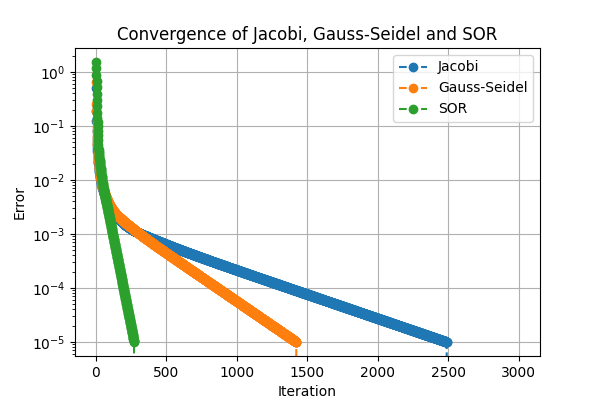 Convergence of Jacobi, Gauss-Seidel and SOR
Jacobi
Gauss-Seidel
SOR
10⁰
10⁻¹
10⁻²
10⁻³
10⁻⁴
10⁻⁵
Error
0 500 1000 1500 2000 2500 3000
Iteration